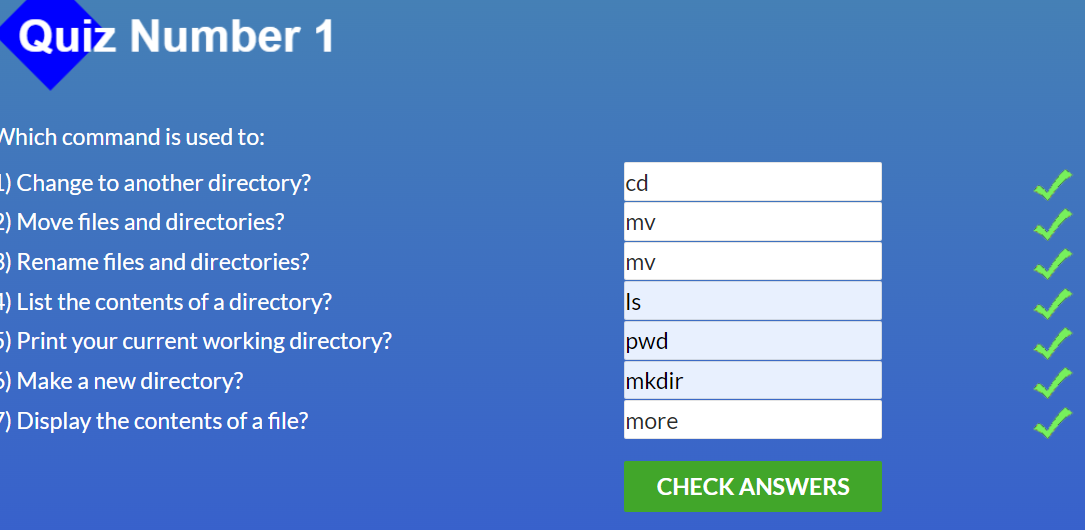 Quiz Number 1
Which command is used to:
1) Change to another directory? cd
2) Move files and directories? mv
3) Rename files and directories? mv
4) List the contents of a directory? ls
5) Print your current working directory? pwd
6) Make a new directory? mkdir
7) Display the contents of a file? more
CHECK ANSWERS